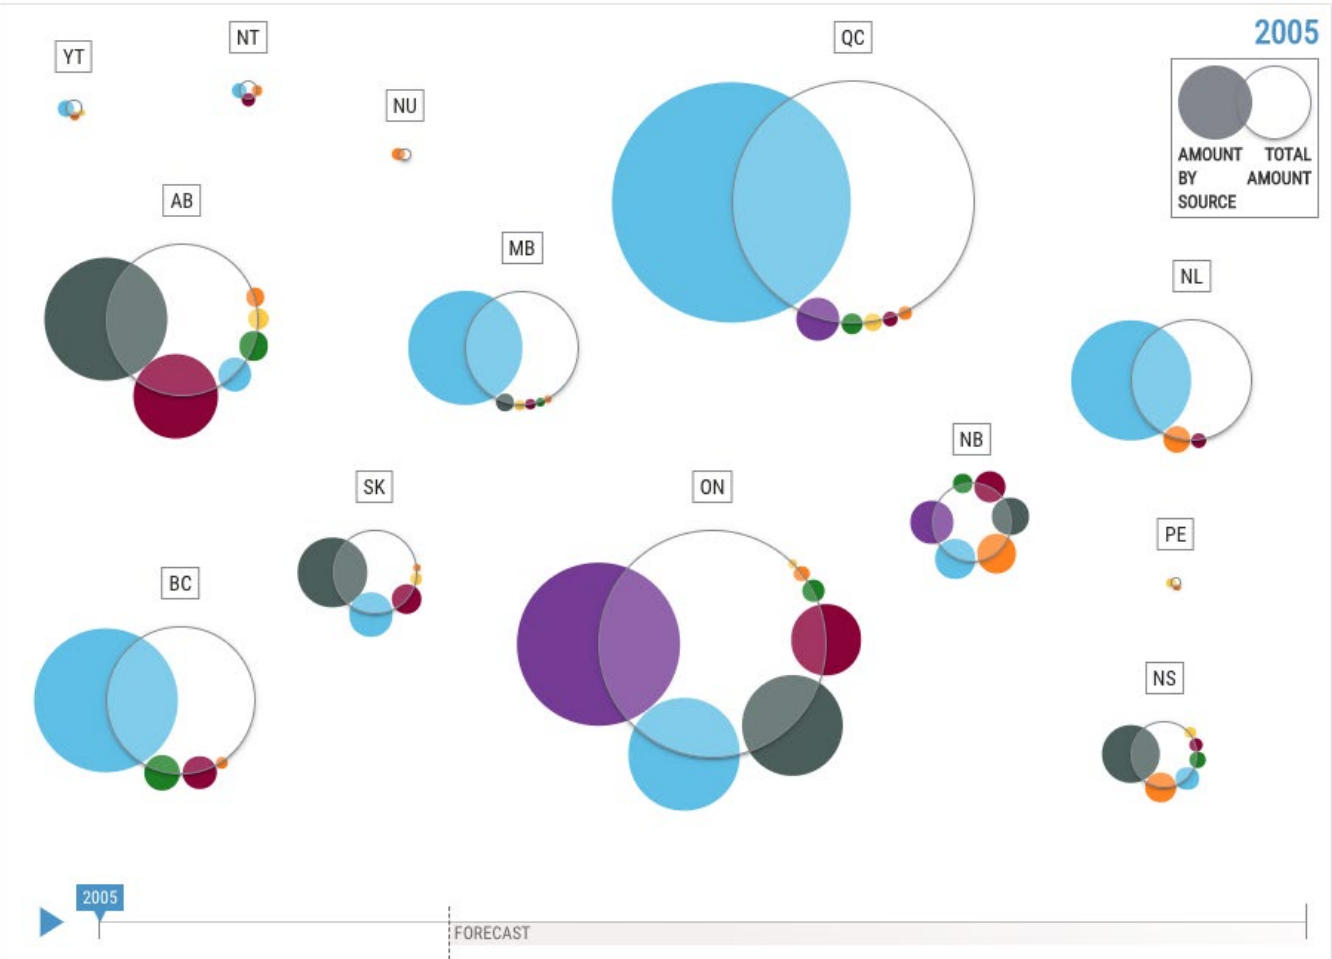 2005
YT
NT
QC
NU
AMOUNT TOTAL
BY AMOUNT
SOURCE
AB
MB
NL
NB
SK
ON
PE
BC
NS
2005
FORECAST